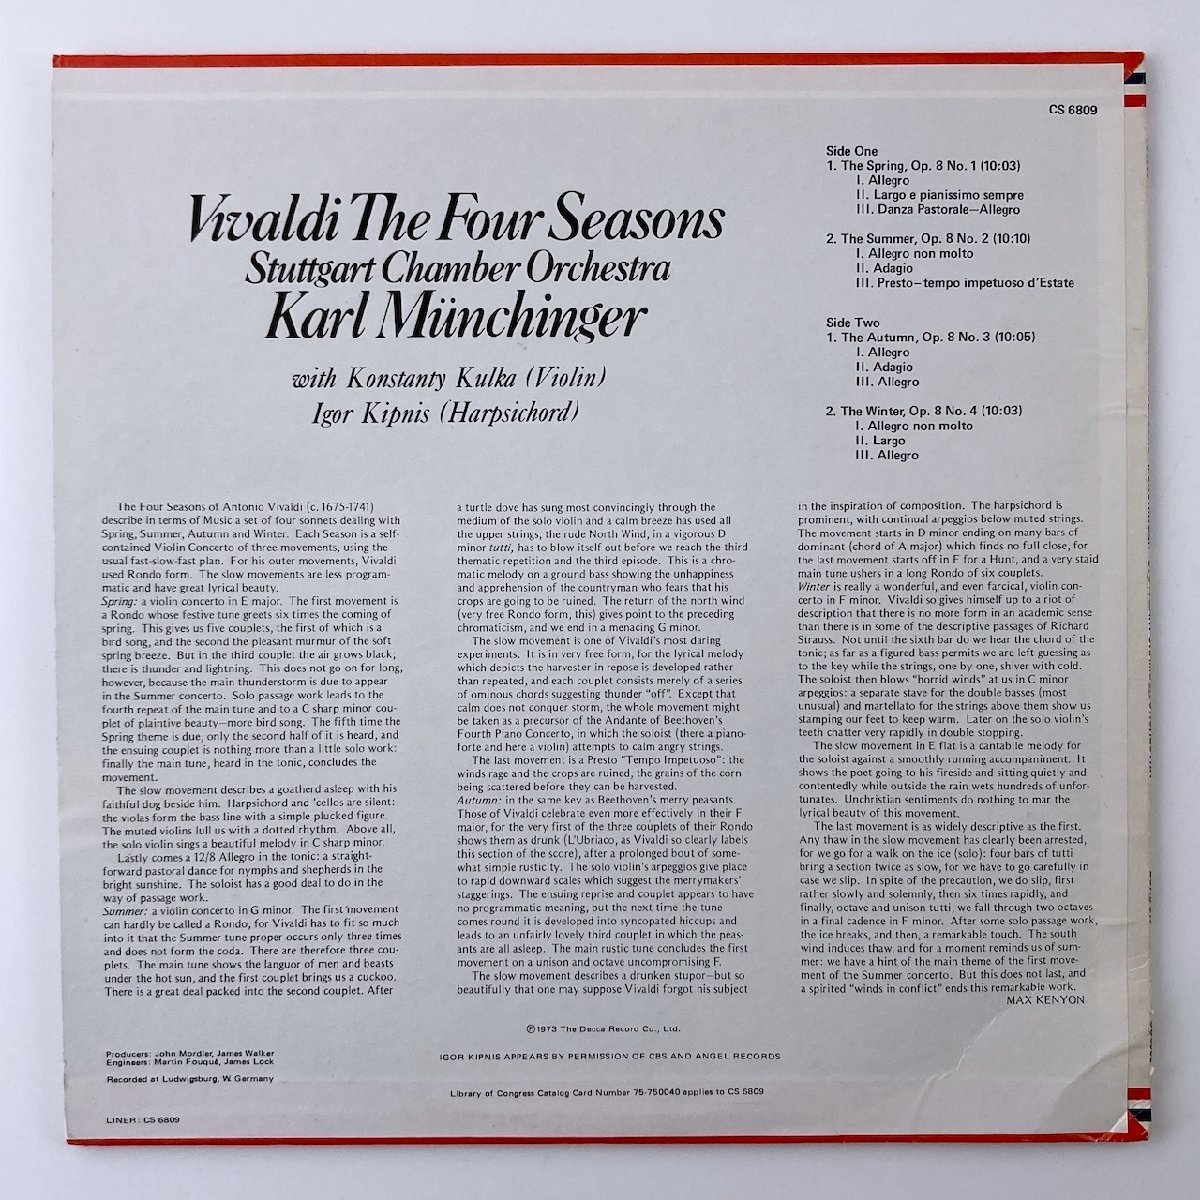 CS 6809
Vivaldi The Four Seasons
Stuttgart Chamber Orchestra
Karl Münchinger
with Konstanty Kulka (Violin)
Igor Kipnis (Harpsichord)
Side One
1. The Spring, Op. 8 No. 1 (10:03)
I. Allegro
II. Largo e pianissimo sempre
III. Danza Pastorale—Allegro
2. The Summer, Op. 8 No. 2 (10:10)
I. Allegro non molto
II. Adagio
III. Presto—tempo impetuoso d'Estate
Side Two
1. The Autumn, Op. 8 No. 3 (10:05)
I. Allegro
II. Adagio
III. Allegro
2. The Winter, Op. 8 No. 4 (10:03)
I. Allegro non molto
II. Largo
III. Allegro
The Four Seasons of Antonio Vivaldi (c. 1675-1741)
describe in terms of Music a set of four sonnets dealing with
Spring, Summer, Autumn and Winter. Each Season is a self-
contained Violin Concerto of three movements, using the
usual fast-slow-fast plan. For his outer movements, Vivaldi
used Rondo form. The slow movements are less program-
matic and have great lyrical beauty.
Spring: a violin concerto in E major. The first movement is
a Rondo whose festive tune greets six times the coming of
spring. This gives us five couplets, the first of which is a
bird song, and the second the pleasant murmur of the soft
spring breeze. But in the third couplet the air grows black;
there is thunder and lightning. This does not go on for long,
however, because the main thunderstorm is due to appear
in the Summer concerto. Solo passage work leads to the
fourth repeat of the main tune and to a C sharp minor cou-
plet of plaintive beauty—more bird song. The fifth time the
Spring theme is due, only the second half of it is heard, and
the ensuing couplet is nothing more than a little solo work:
finally the main tune, heard in the tonic, concludes the
movement.
The slow movement describes a goatherd asleep with his
faithful dog beside him. Harpsichord and 'cellos are silent:
the violas form the bass line with a simple plucked figure.
The muted violins lull us with a dotted rhythm. Above all,
the solo violin sings a beautiful melody in C sharp minor.
Lastly comes a 12/8 Allegro in the tonic: a straight-
forward pastoral dance for nymphs and shepherds in the
bright sunshine. The soloist has a good deal to do in the
way of passage work.
Summer: a violin concerto in G minor. The first movement
can hardly be called a Rondo, for Vivaldi has to fit so much
into it that the Summer tune proper occurs only three times
and does not form the coda. There are therefore three cou-
plets. The main tune shows the languor of men and beasts
under the hot sun, and the first couplet brings us a cuckoo.
There is a great deal packed into the second couplet. After
a turtle dove has sung most convincingly through the
medium of the solo violin and a calm breeze has used all
the upper strings, the rude North Wind, in a vigorous D
minor tutti, has to blow itself out before we reach the third
thematic repetition and the third episode. This is a chro-
matic melody on a ground bass showing the unhappiness
and apprehension of the countryman who fears that his
crops are going to be ruined. The return of the north wind
(very free Rondo form, this) gives point to the preceding
chromaticism, and we end in a menacing G minor.
The slow movement is one of Vivaldi's most daring
experiments. It is in very free form, for the lyrical melody
which depicts the harvester in repose is developed rather
than repeated, and each couplet consists merely of a series
of ominous chords suggesting thunder "off". Except that
calm does not conquer storm, the whole movement might
be taken as a precursor of the Andante of Beethoven's
Fourth Piano Concerto, in which the soloist (there a piano-
forte and here a violin) attempts to calm angry strings.
The last movement is a Presto "Tempo Impetuoso": the
winds rage and the crops are ruined, the grains of the corn
being scattered before they can be harvested.
Autumn: in the same key as Beethoven's merry peasants.
Those of Vivaldi celebrate even more effectively in their F
major, for the very first of the three couplets of their Rondo
shows them as drunk (L'Ubriaco, as Vivaldi so clearly labels
this section of the score), after a prolonged bout of some-
what simple rusticity. The solo violin's arpeggios give place
to rapid downward scales which suggest the merrymakers'
staggerings. The ensuing reprise and couplet appears to have
no programmatic meaning, but the next time the tune
comes round it is developed into syncopated hiccups and
leads to an unfairly lovely third couplet in which the peas-
ants are all asleep. The main rustic tune concludes the first
movement on a unison and octave uncompromising F.
The slow movement describes a drunken stupor—but so
beautifully that one may suppose Vivaldi forgot his subject
in the inspiration of composition. The harpsichord is
prominent, with continual arpeggios below muted strings.
The movement starts in D minor ending on many bars of
dominant (chord of A major) which finds no full close, for
the last movement starts off in F for a Hunt, and a very staid
main tune ushers in a long Rondo of six couplets.
Winter is really a wonderful, and even farcical, violin con-
certo in F minor. Vivaldi so gives himself up to a riot of
description that there is no more form in an academic sense
than there is in some of the descriptive passages of Richard
Strauss. Not until the sixth bar do we hear the chord of the
tonic; as far as a figured bass permits we are left guessing as
to the key while the strings, one by one, shiver with cold.
The soloist then blows "horrid winds" at us in C minor
arpeggios: a separate stave for the double basses (most
unusual) and martellato for the strings above them show us
stamping our feet to keep warm. Later on the solo violin's
teeth chatter very rapidly in double stopping.
The slow movement in E flat is a cantabile melody for
the soloist against a smoothly running accompaniment. It
shows the poet going to his fireside and sitting quietly and
contentedly while outside the rain wets hundreds of unfor-
tunates. Unchristian sentiments do nothing to mar the
lyrical beauty of this movement.
The last movement is as widely descriptive as the first.
Any thaw in the slow movement has clearly been arrested,
for we go for a walk on the ice (solo): four bars of tutti
bring a section twice as slow, for we have to go carefully in
case we slip. In spite of the precaution, we do slip, first
rather slowly and solemnly, then six times rapidly, and
finally, octave and unison tutti, we fall through two octaves
in a final cadence in F minor. After some solo passage work,
the ice breaks, and then, a remarkable touch. The south
wind induces thaw, and for a moment reminds us of sum-
mer: we have a hint of the main theme of the first move-
ment of the Summer concerto. But this does not last, and
a spirited "winds in conflict" ends this remarkable work.
MAX KENYON
Ⓟ1973 The Decca Record Co., Ltd.
Producers: John Mordler, James Walker
Engineers: Martin Fouqué, James Lock
Recorded at Ludwigsburg, W. Germany
IGOR KIPNIS APPEARS BY PERMISSION OF CBS AND ANGEL RECORDS
Library of Congress Catalog Card Number 75-750040 applies to CS 6809
LINER: CS 6809